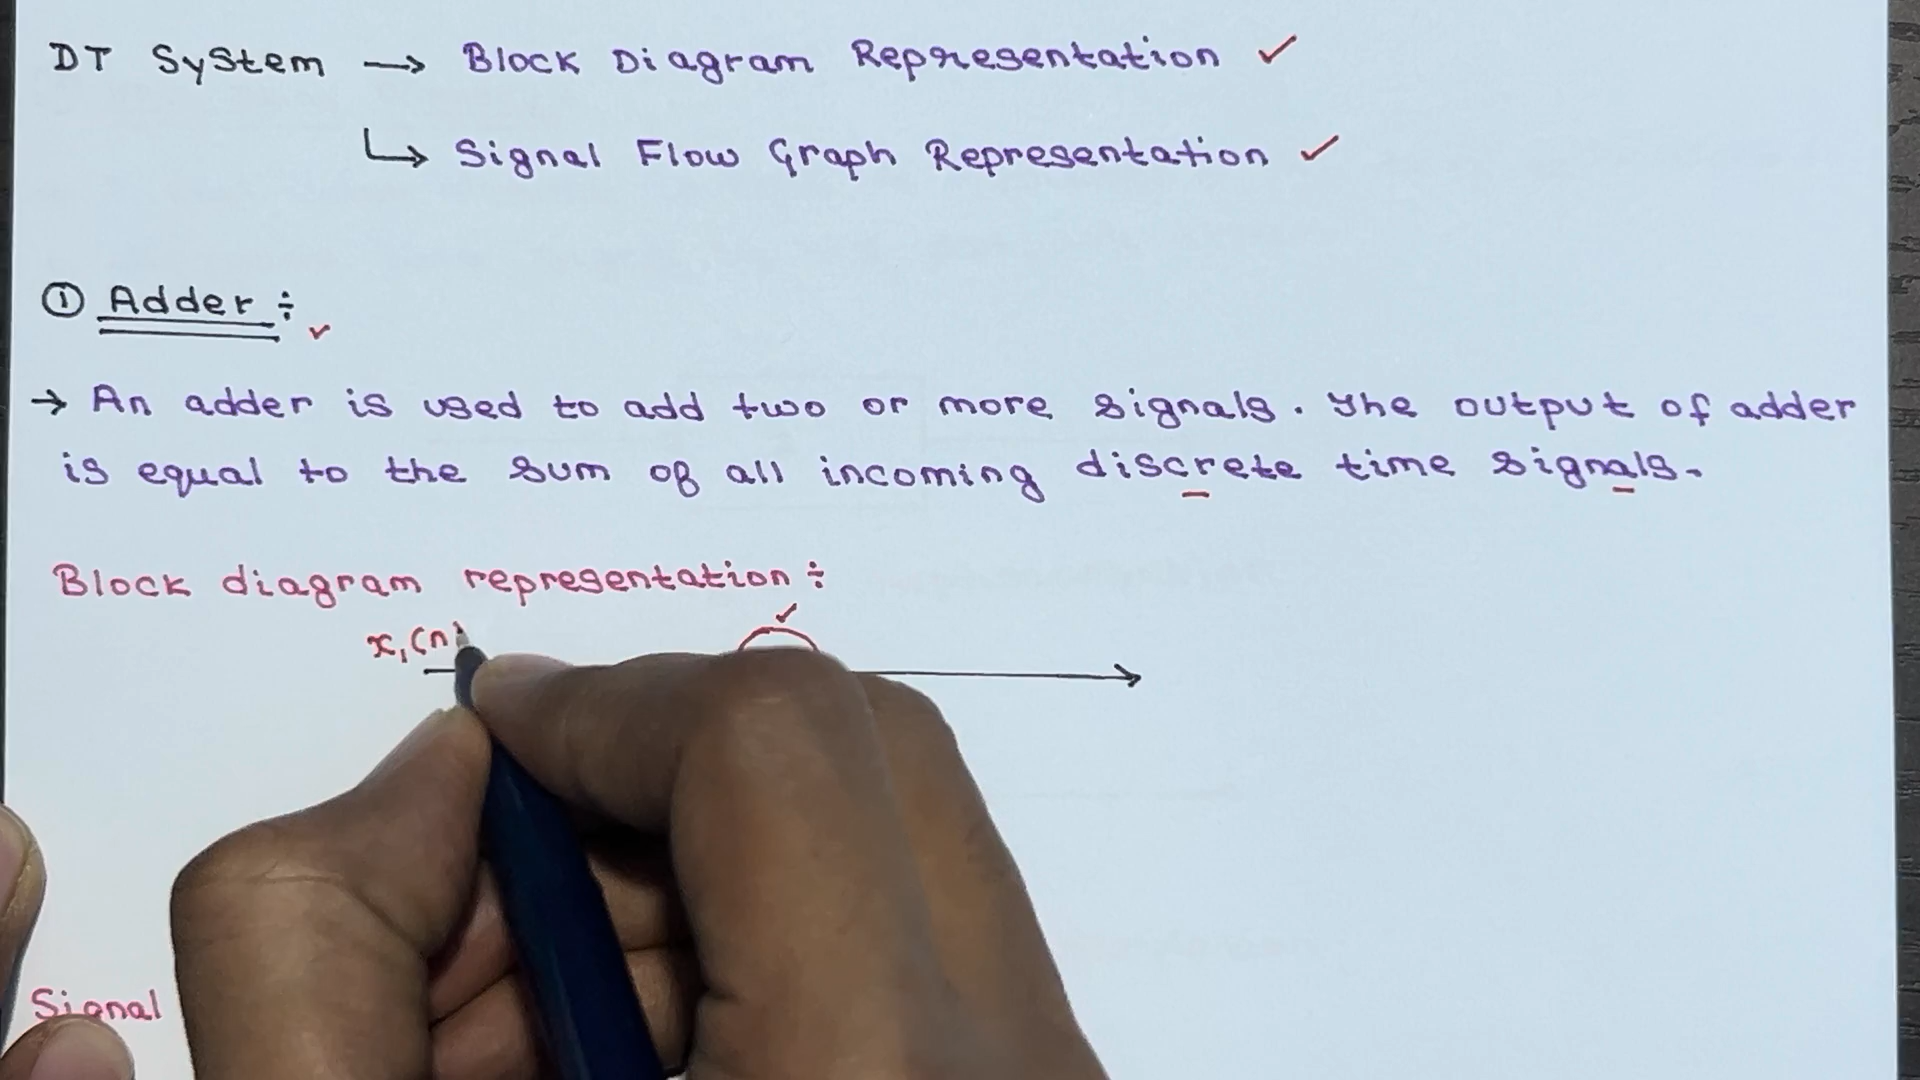 DT System → Block Diagram Representation ✓
↳ Signal Flow Graph Representation ✓
① Adder ÷ ✓
→ An adder is used to add two or more signals. The output of adder
is equal to the sum of all incoming discrete time signals.
Block diagram representation ÷
x₁(n)
Signal